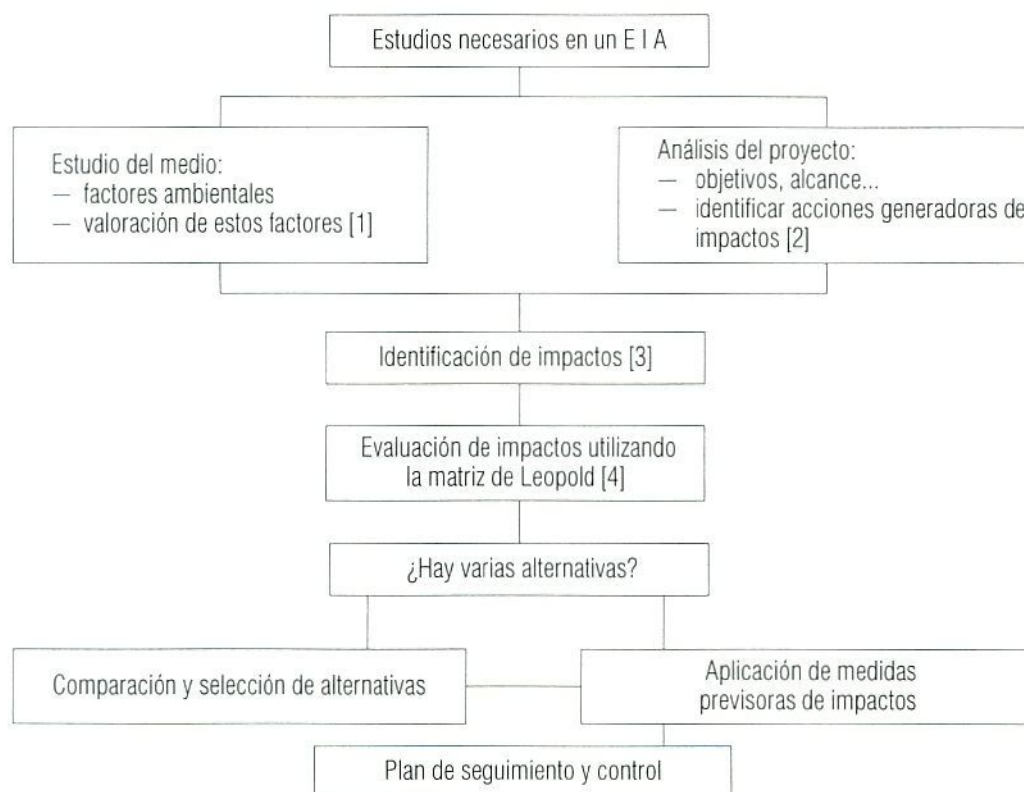 Estudios necesarios en un E I A
Estudio del medio:
— factores ambientales
— valoración de estos factores [1]
Análisis del proyecto:
— objetivos, alcance...
— identificar acciones generadoras de
impactos [2]
Identificación de impactos [3]
Evaluación de impactos utilizando
la matriz de Leopold [4]
¿Hay varias alternativas?
Comparación y selección de alternativas
Aplicación de medidas
previsoras de impactos
Plan de seguimiento y control